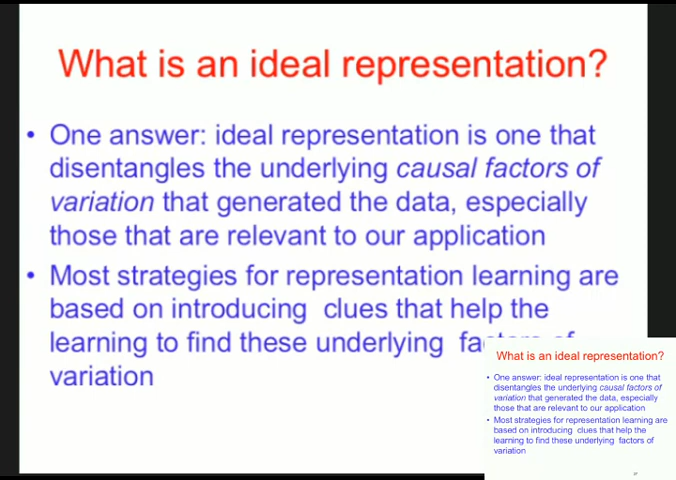 What is an ideal representation?
• One answer: ideal representation is one that
disentangles the underlying causal factors of
variation that generated the data, especially
those that are relevant to our application
• Most strategies for representation learning are
based on introducing clues that help the
learning to find these underlying factors of
variation
What is an ideal representation?
• One answer: ideal representation is one that
disentangles the underlying causal factors of
variation that generated the data, especially
those that are relevant to our application
• Most strategies for representation learning are
based on introducing clues that help the
learning to find these underlying factors of
variation